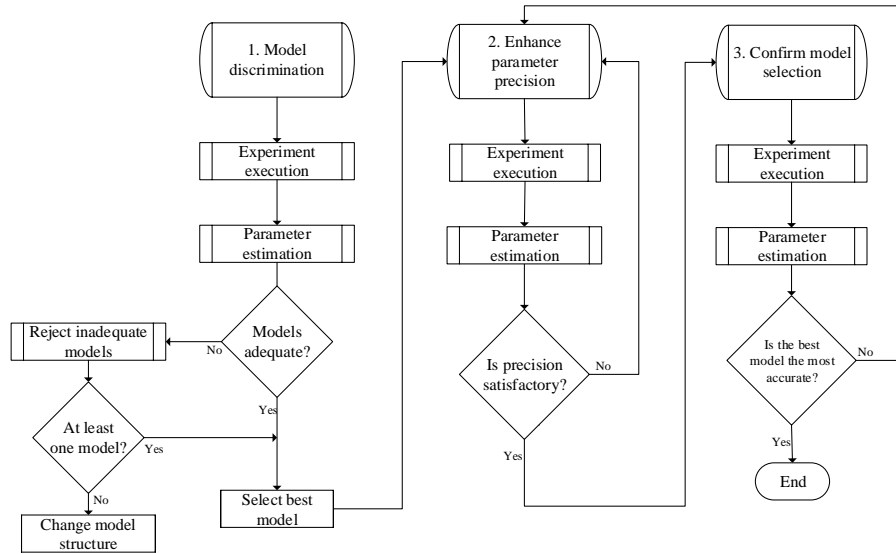 1. Model
discrimination
Experiment
execution
Parameter
estimation
Models
adequate?
No
Yes
Reject inadequate
models
At least
one model?
Yes
No
Change model
structure
Select best
model
2. Enhance
parameter
precision
Experiment
execution
Parameter
estimation
Is precision
satisfactory?
No
Yes
3. Confirm model
selection
Experiment
execution
Parameter
estimation
Is the best
model the most
accurate?
No
Yes
End